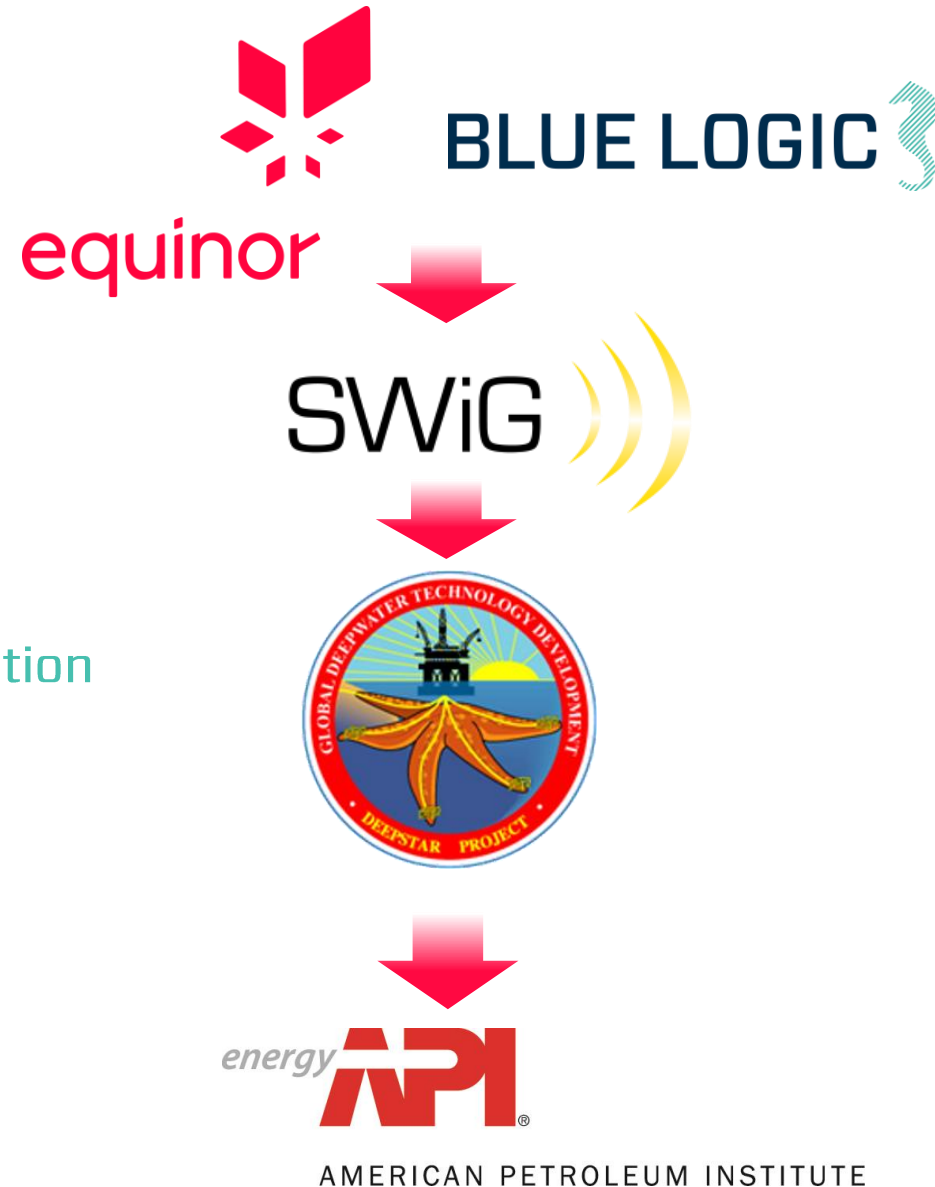 BLUE LOGIC
equinor
SWiG
GLOBAL DEEPWATER TECHNOLOGY DEVELOPMENT
tion
• DEEPSTAR PROJECT •
energy API ®
AMERICAN PETROLEUM INSTITUTE